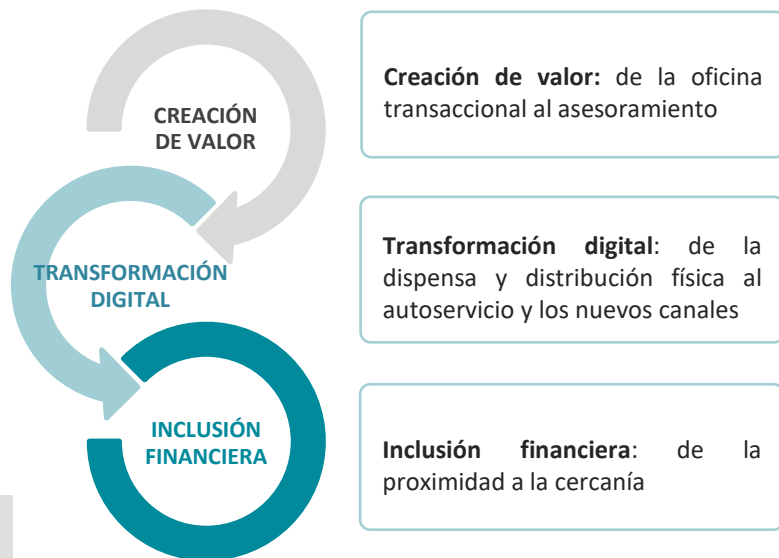 CREACIÓN
DE VALOR
Creación de valor: de la oficina
transaccional al asesoramiento
TRANSFORMACIÓN
DIGITAL
Transformación digital: de la
dispensa y distribución física al
autoservicio y los nuevos canales
INCLUSIÓN
FINANCIERA
Inclusión financiera: de la
proximidad a la cercanía